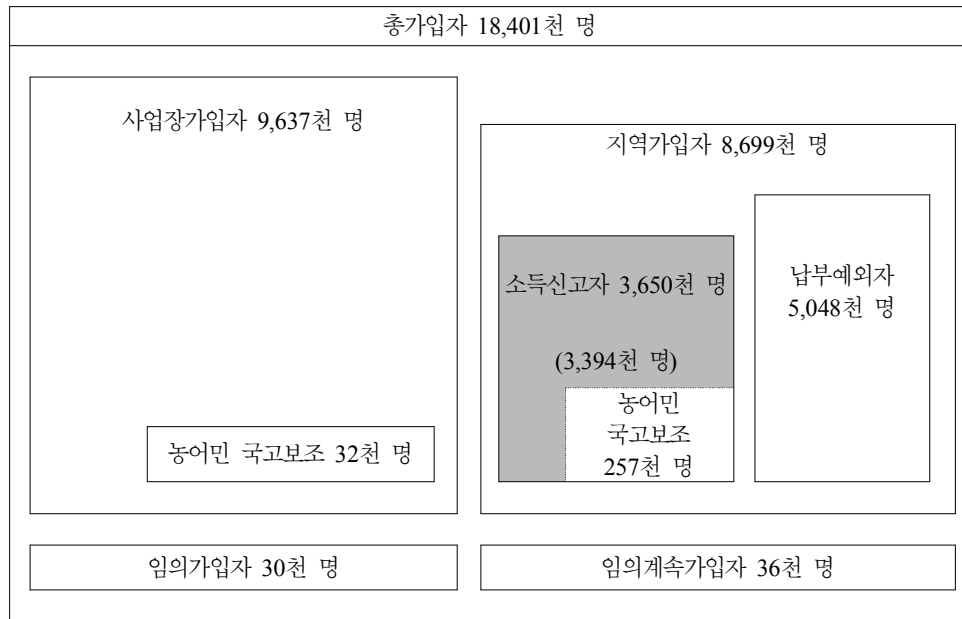 총가입자 18,401천 명
사업장가입자 9,637천 명
지역가입자 8,699천 명
소득신고자 3,650천 명
(3,394천 명)
농어민
국고보조
257천 명
납부예외자
5,048천 명
농어민 국고보조 32천 명
임의가입자 30천 명
임의계속가입자 36천 명